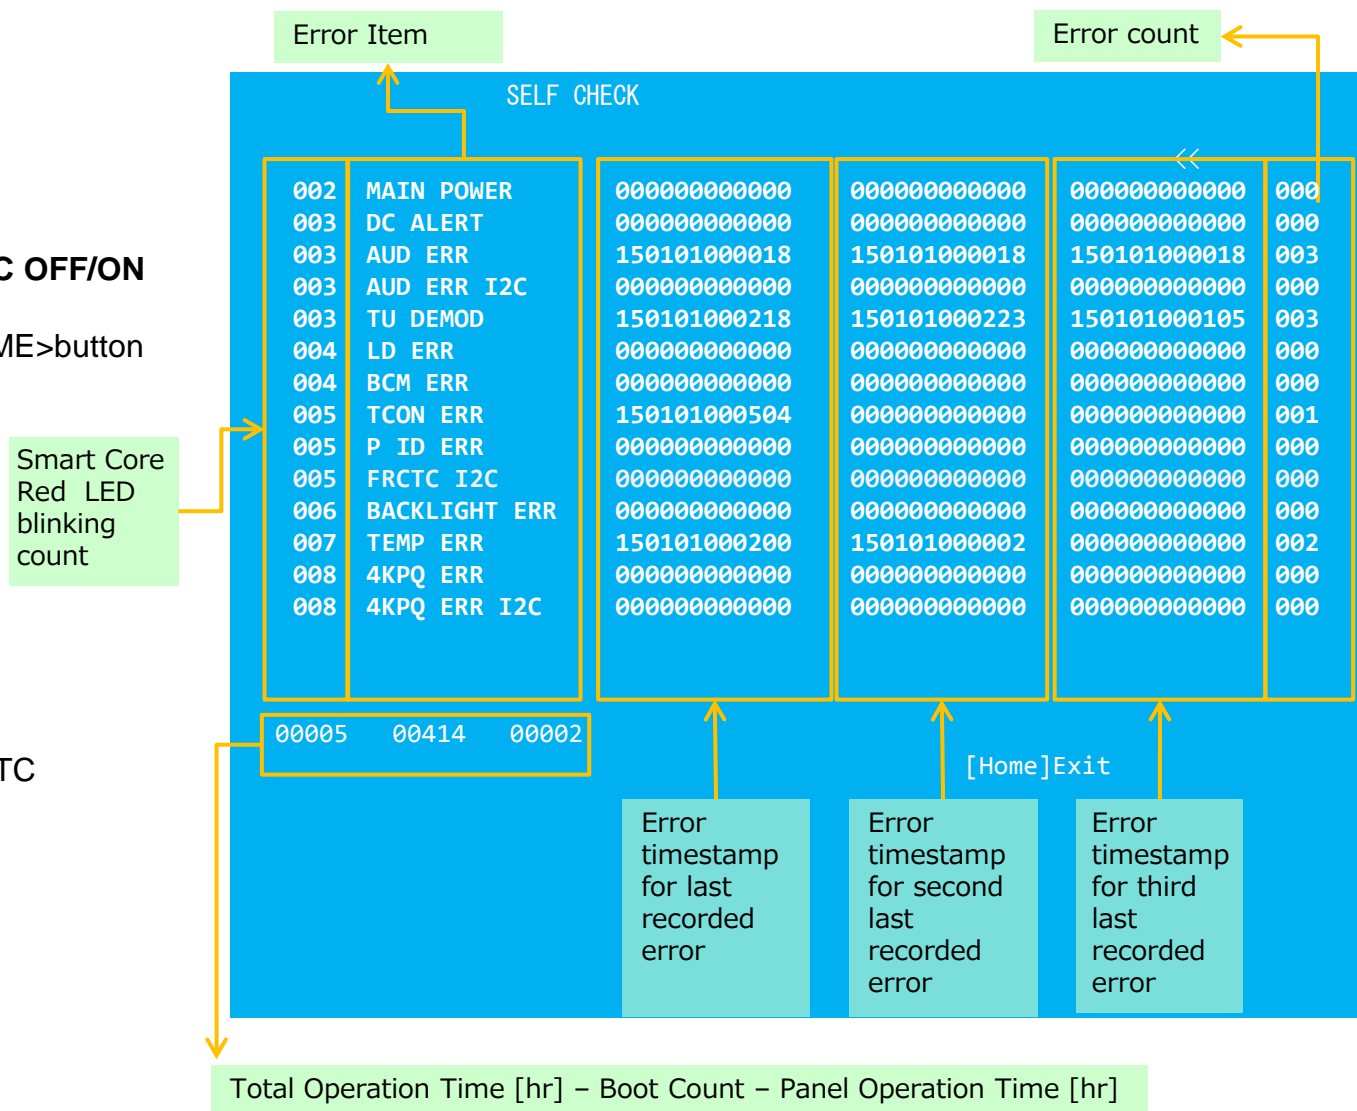 Error Item
Error count
SELF CHECK
<<
002 MAIN POWER 000000000000 000000000000 000000000000 000
003 DC ALERT 000000000000 000000000000 000000000000 000
003 AUD ERR 150101000018 150101000018 150101000018 003
003 AUD ERR I2C 000000000000 000000000000 000000000000 000
003 TU DEMOD 150101000218 150101000223 150101000105 003
004 LD ERR 000000000000 000000000000 000000000000 000
004 BCM ERR 000000000000 000000000000 000000000000 000
005 TCON ERR 150101000504 000000000000 000000000000 001
005 P ID ERR 000000000000 000000000000 000000000000 000
005 FRCTC I2C 000000000000 000000000000 000000000000 000
006 BACKLIGHT ERR 000000000000 000000000000 000000000000 000
007 TEMP ERR 150101000200 150101000002 000000000000 002
008 4KPQ ERR 000000000000 000000000000 000000000000 000
008 4KPQ ERR I2C 000000000000 000000000000 000000000000 000
C OFF/ON
ME>button
Smart Core
Red LED
blinking
count
00005 00414 00002
TC
[Home]Exit
Error
timestamp
for last
recorded
error
Error
timestamp
for second
last
recorded
error
Error
timestamp
for third
last
recorded
error
Total Operation Time [hr] – Boot Count – Panel Operation Time [hr]